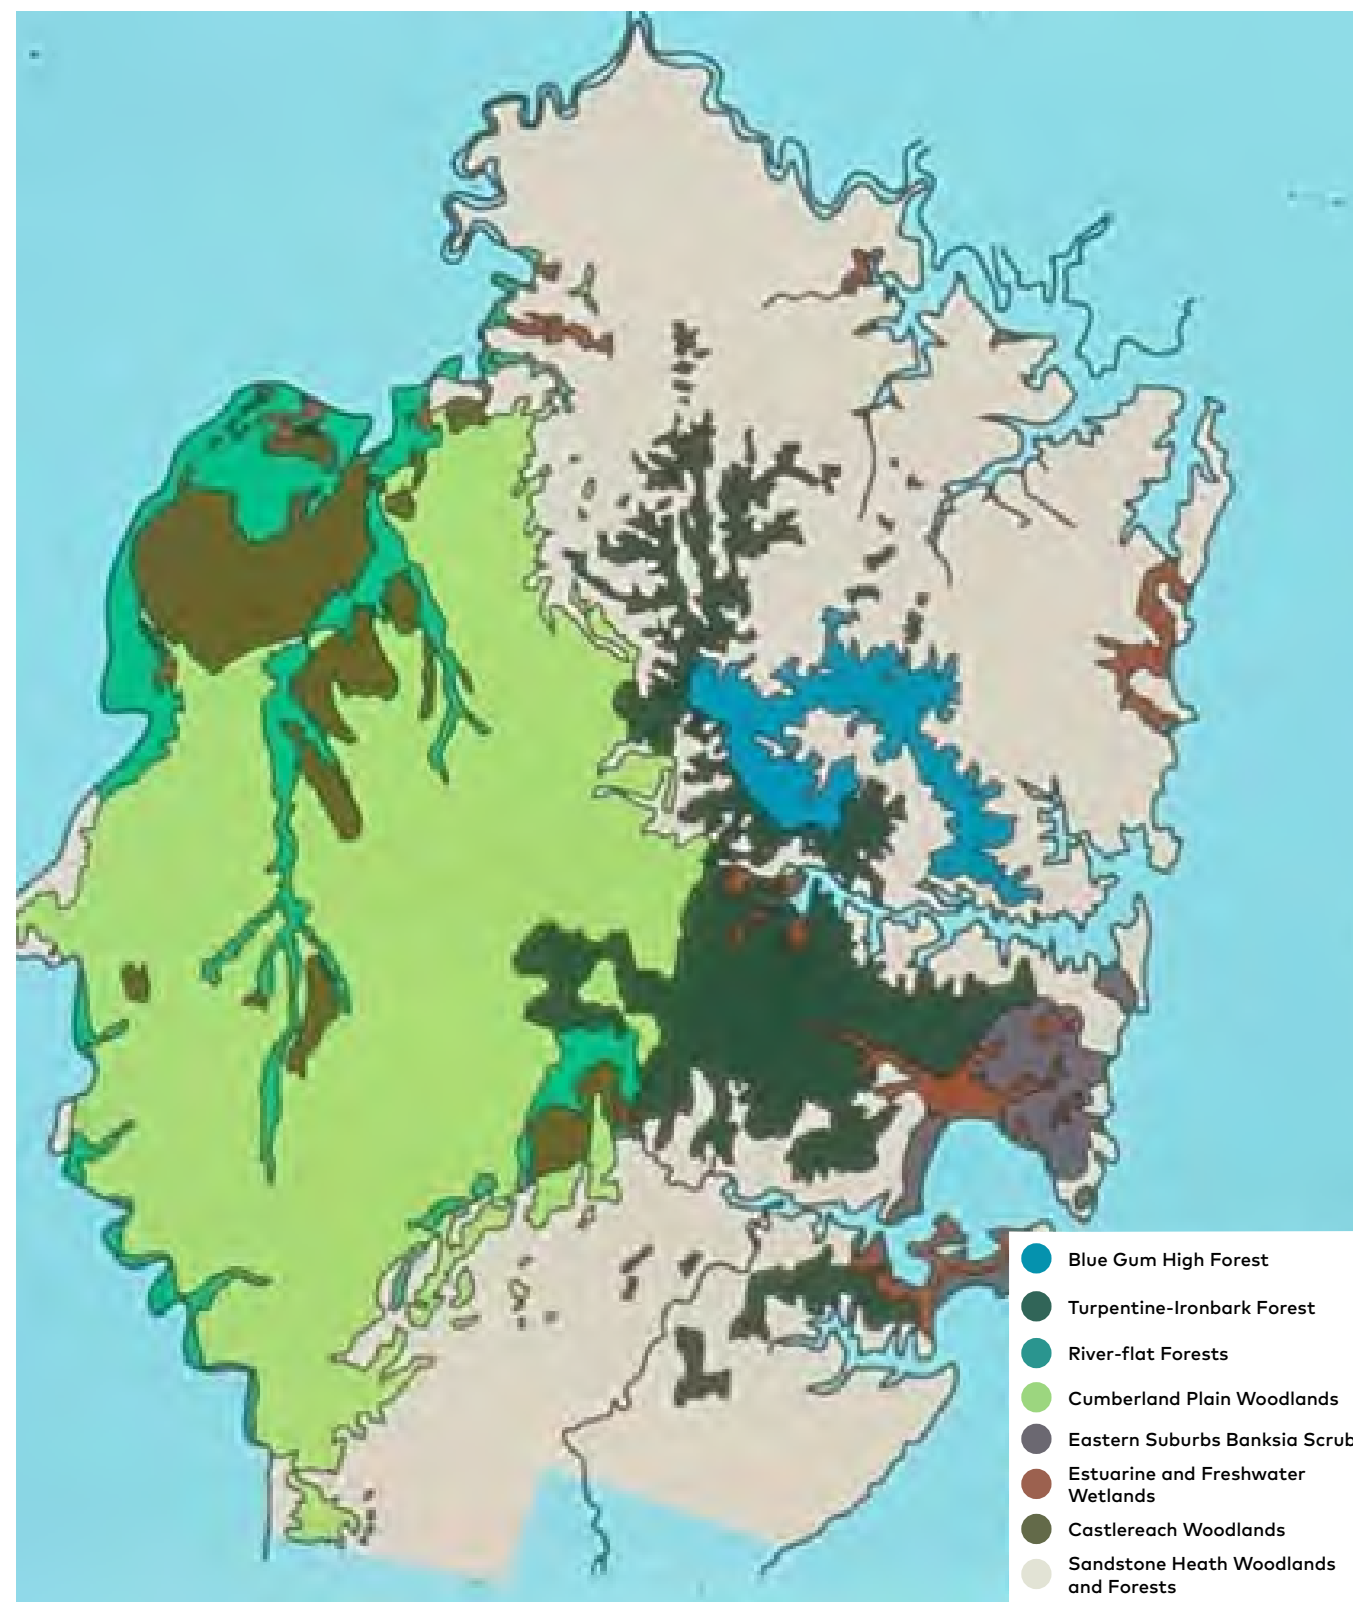 Blue Gum High Forest
Turpentine-Ironbark Forest
River-flat Forests
Cumberland Plain Woodlands
Eastern Suburbs Banksia Scrub
Estuarine and Freshwater
Wetlands
Castlereach Woodlands
Sandstone Heath Woodlands
and Forests